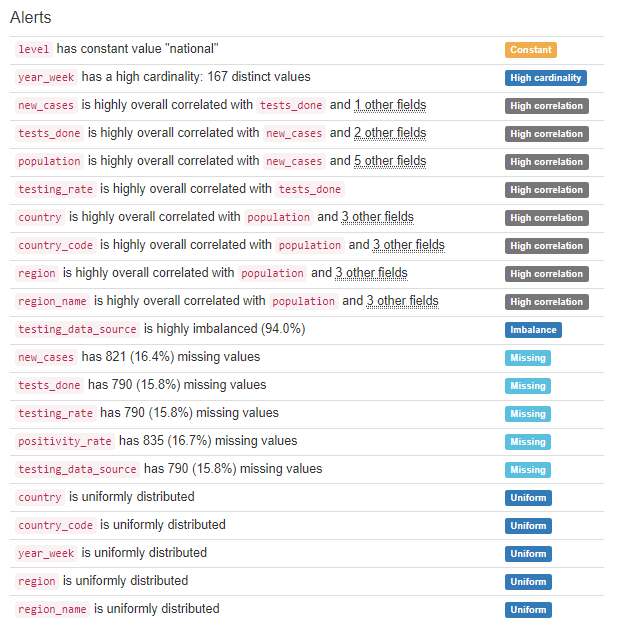 Alerts
level has constant value "national" Constant
year_week has a high cardinality: 167 distinct values High cardinality
new_cases is highly overall correlated with tests_done and 1 other fields High correlation
tests_done is highly overall correlated with new_cases and 2 other fields High correlation
population is highly overall correlated with new_cases and 5 other fields High correlation
testing_rate is highly overall correlated with tests_done High correlation
country is highly overall correlated with population and 3 other fields High correlation
country_code is highly overall correlated with population and 3 other fields High correlation
region is highly overall correlated with population and 3 other fields High correlation
region_name is highly overall correlated with population and 3 other fields High correlation
testing_data_source is highly imbalanced (94.0%) Imbalance
new_cases has 821 (16.4%) missing values Missing
tests_done has 790 (15.8%) missing values Missing
testing_rate has 790 (15.8%) missing values Missing
positivity_rate has 835 (16.7%) missing values Missing
testing_data_source has 790 (15.8%) missing values Missing
country is uniformly distributed Uniform
country_code is uniformly distributed Uniform
year_week is uniformly distributed Uniform
region is uniformly distributed Uniform
region_name is uniformly distributed Uniform